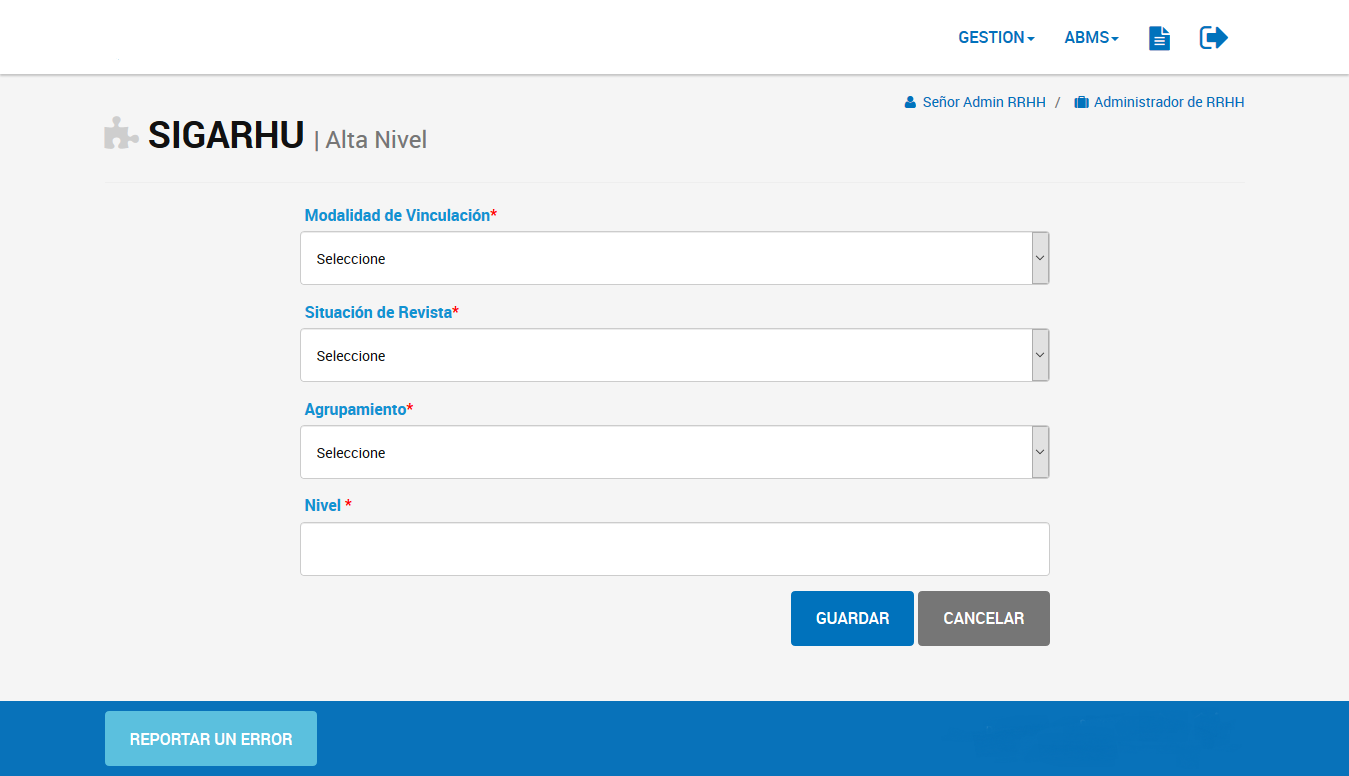 GESTION ABMS
Señor Admin RRHH / Administrador de RRHH
SIGARHU | Alta Nivel
Modalidad de Vinculación*
Seleccione
Situación de Revista*
Seleccione
Agrupamiento*
Seleccione
Nivel *
GUARDAR CANCELAR
REPORTAR UN ERROR